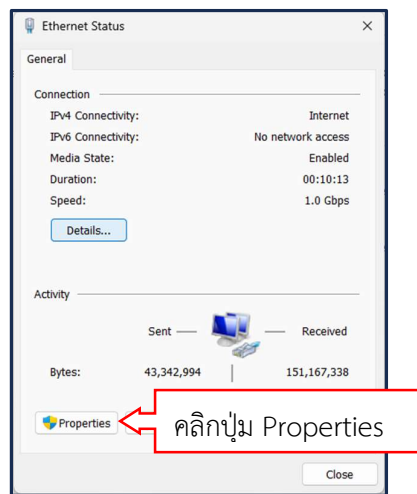 Ethernet Status
General
Connection
IPv4 Connectivity: Internet
IPv6 Connectivity: No network access
Media State: Enabled
Duration: 00:10:13
Speed: 1.0 Gbps
Details...
Activity
Sent Received
Bytes: 43,342,994 151,167,338
Properties
คลิกปุ่ม Properties
Close